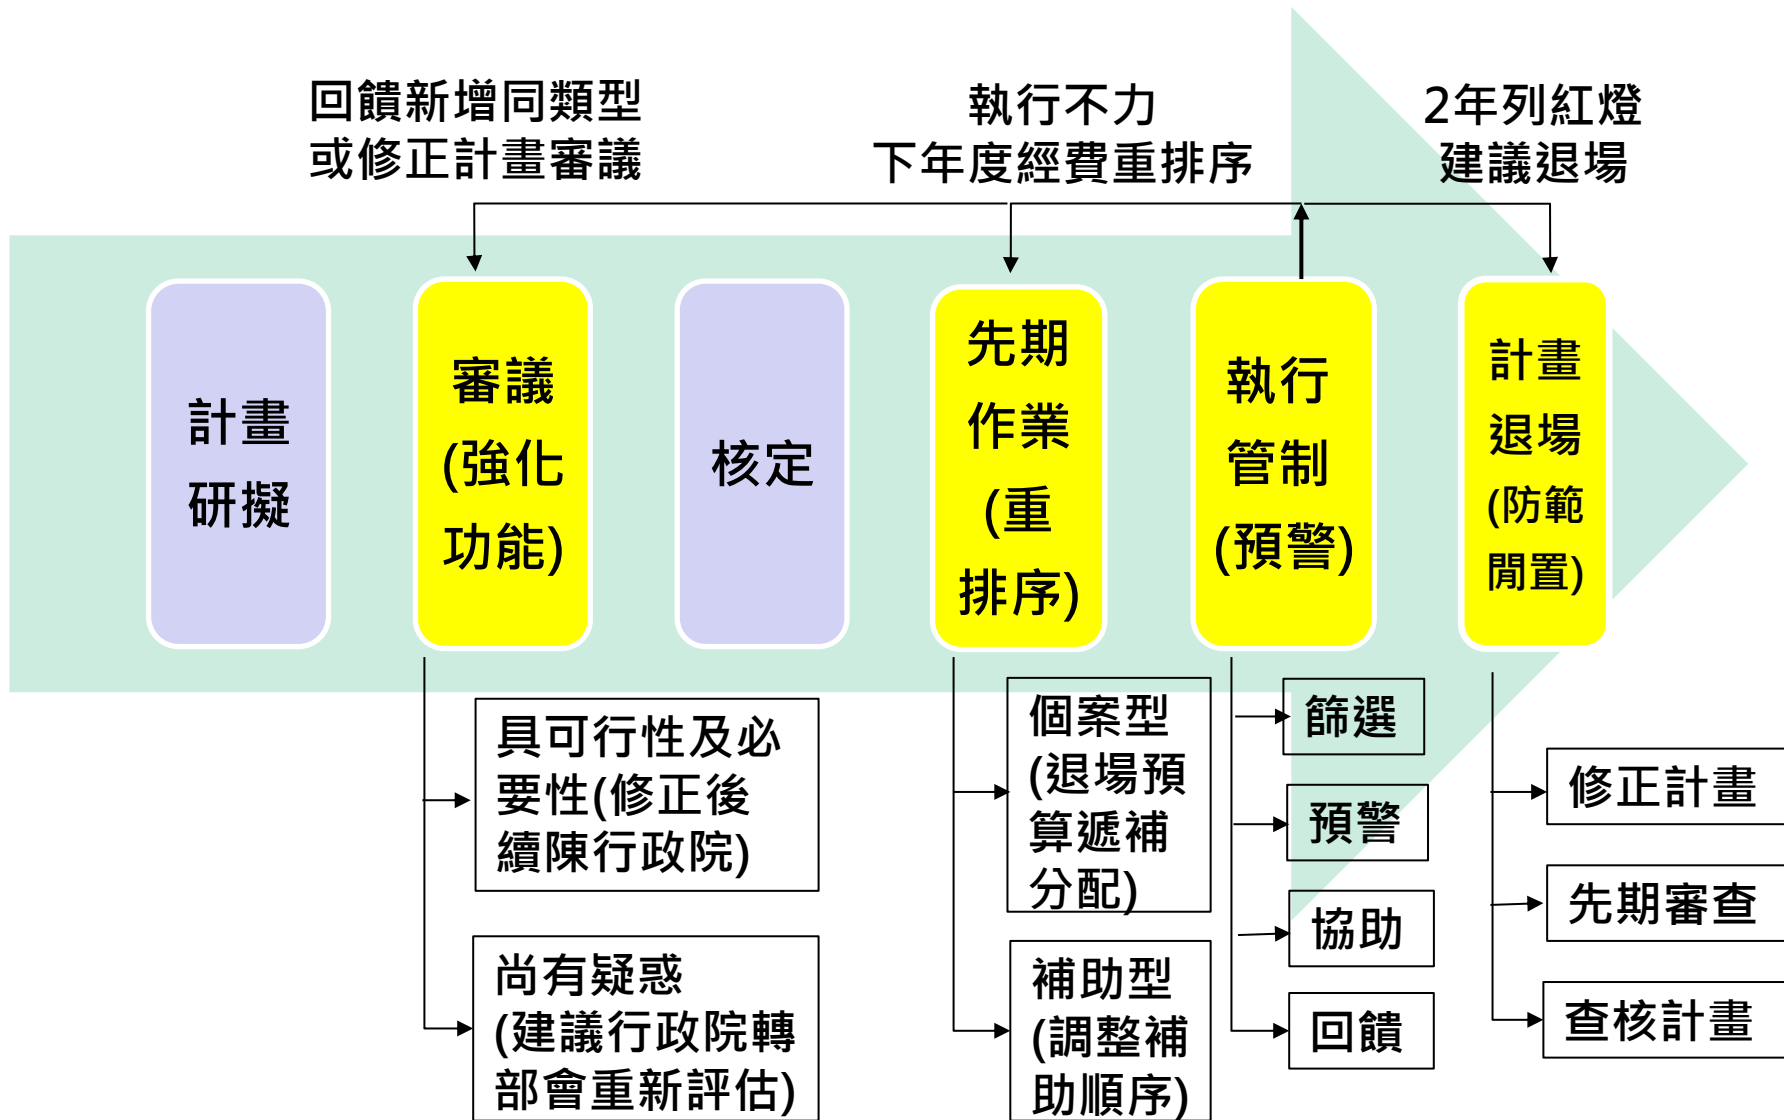 回饋新增同類型
或修正計畫審議
執行不力
下年度經費重排序
2年列紅燈
建議退場
計畫
研擬
審議
(強化
功能)
核定
先期
作業
(重
排序)
執行
管制
(預警)
計畫
退場
(防範
閒置)
具可行性及必
要性(修正後
續陳行政院)
尚有疑惑
(建議行政院轉
部會重新評估)
個案型
(退場預
算遞補
分配)
補助型
(調整補
助順序)
篩選
預警
協助
回饋
修正計畫
先期審查
查核計畫